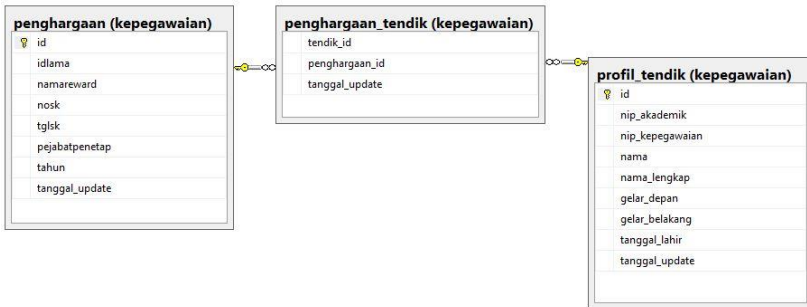 penghargaan (kepegawaian)
id
idlama
namareward
nosk
tglsk
pejabatpenetap
tahun
tanggal_update
penghargaan_tendik (kepegawaian)
tendik_id
penghargaan_id
tanggal_update
profil_tendik (kepegawaian)
id
nip_akademik
nip_kepegawaian
nama
nama_lengkap
gelar_depan
gelar_belakang
tanggal_lahir
tanggal_update